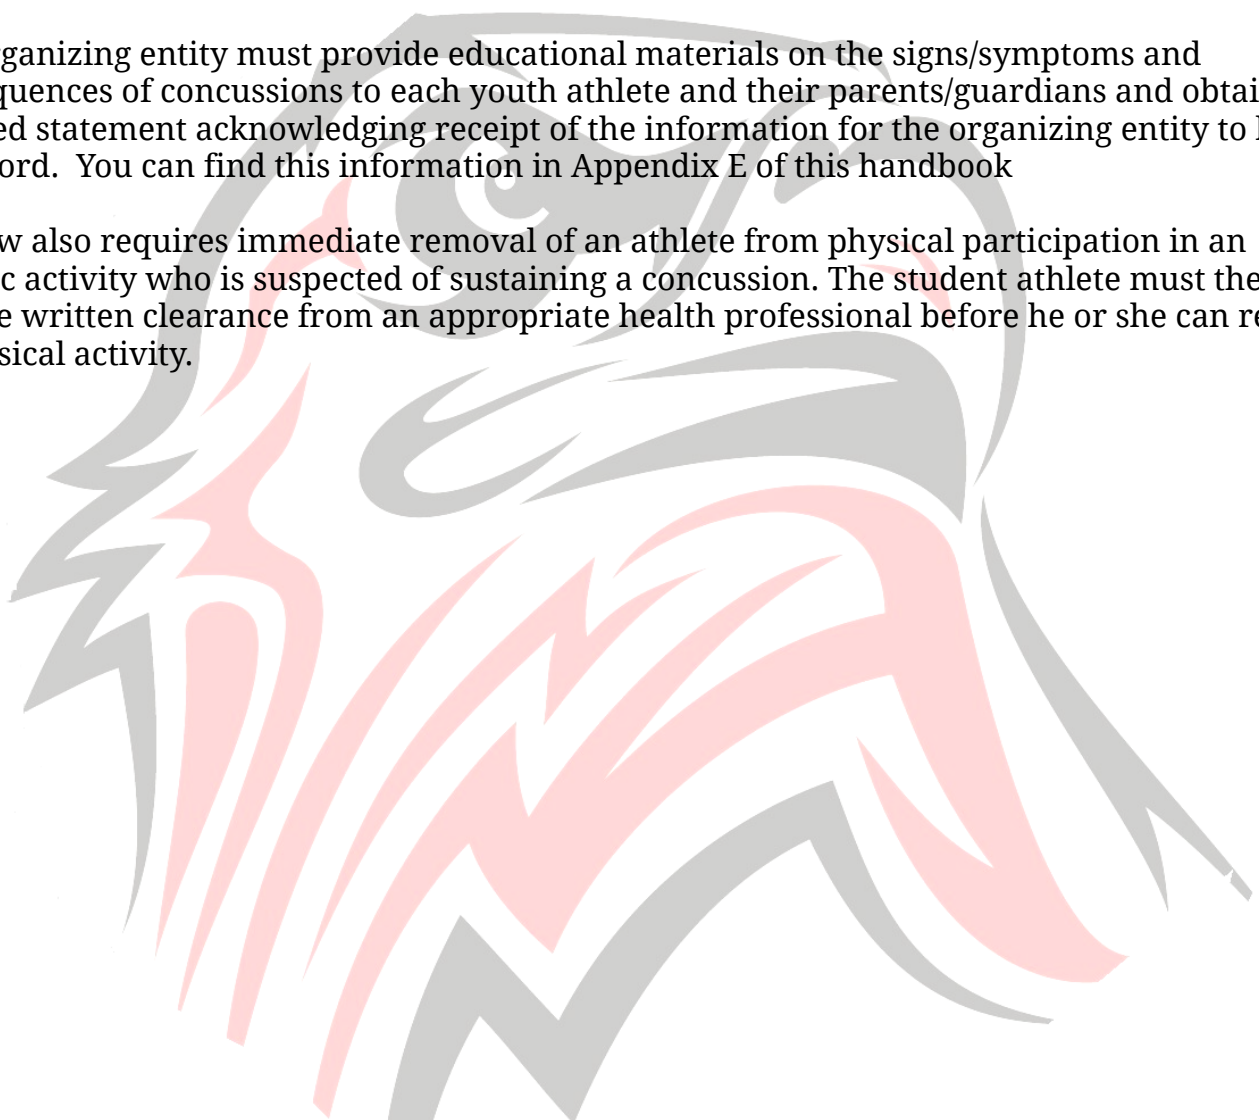 ganizing entity must provide educational materials on the signs/symptoms and
quences of concussions to each youth athlete and their parents/guardians and obtai
ed statement acknowledging receipt of the information for the organizing entity to
ord.  You can find this information in Appendix E of this handbook
w also requires immediate removal of an athlete from physical participation in an
c activity who is suspected of sustaining a concussion. The student athlete must the
e written clearance from an appropriate health professional before he or she can re
sical activity.